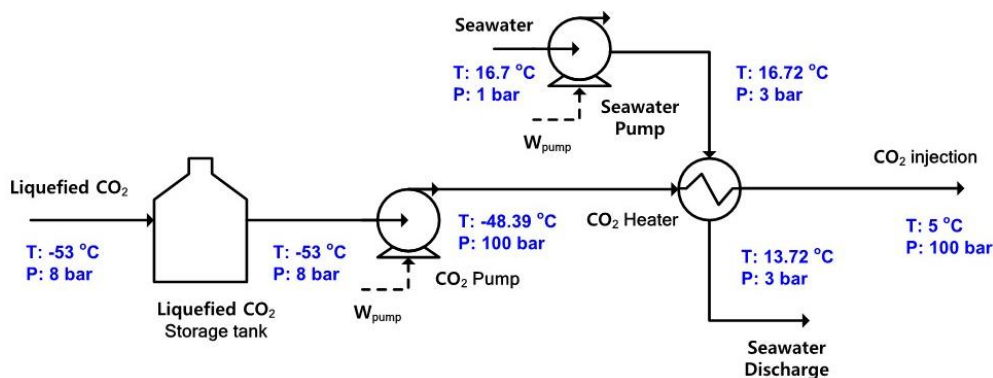 Seawater
T: 16.7 °C
P: 1 bar
Seawater
Pump
W pump
T: 16.72 °C
P: 3 bar
CO2 injection
Liquefied CO2
T: -53 °C
P: 8 bar
Liquefied CO2
Storage tank
T: -53 °C
P: 8 bar
W pump
CO2 Pump
T: -48.39 °C
P: 100 bar
CO2 Heater
T: 5 °C
P: 100 bar
T: 13.72 °C
P: 3 bar
Seawater
Discharge